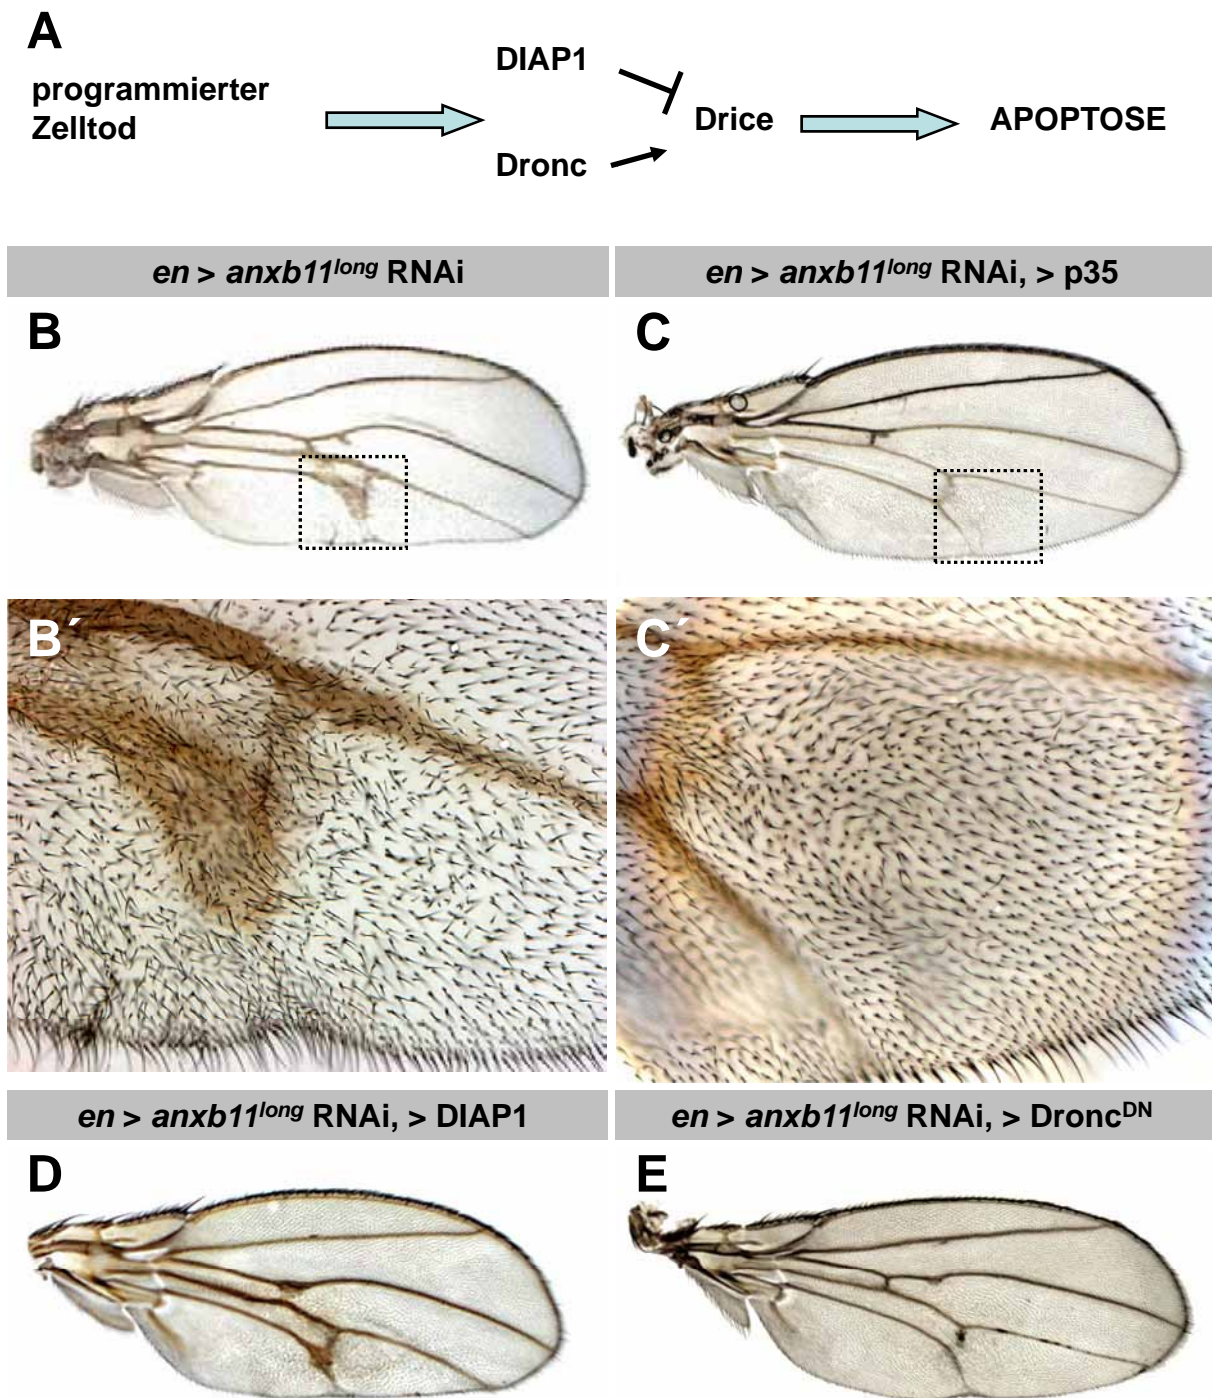 A
programmierter
Zelltod
DIAP1
Dronc
Drice
APOPTOSE
en > anxb11long RNAi
en > anxb11long RNAi, > p35
B
C
B´
C´
en > anxb11long RNAi, > DIAP1
en > anxb11long RNAi, > DroncDN
D
E